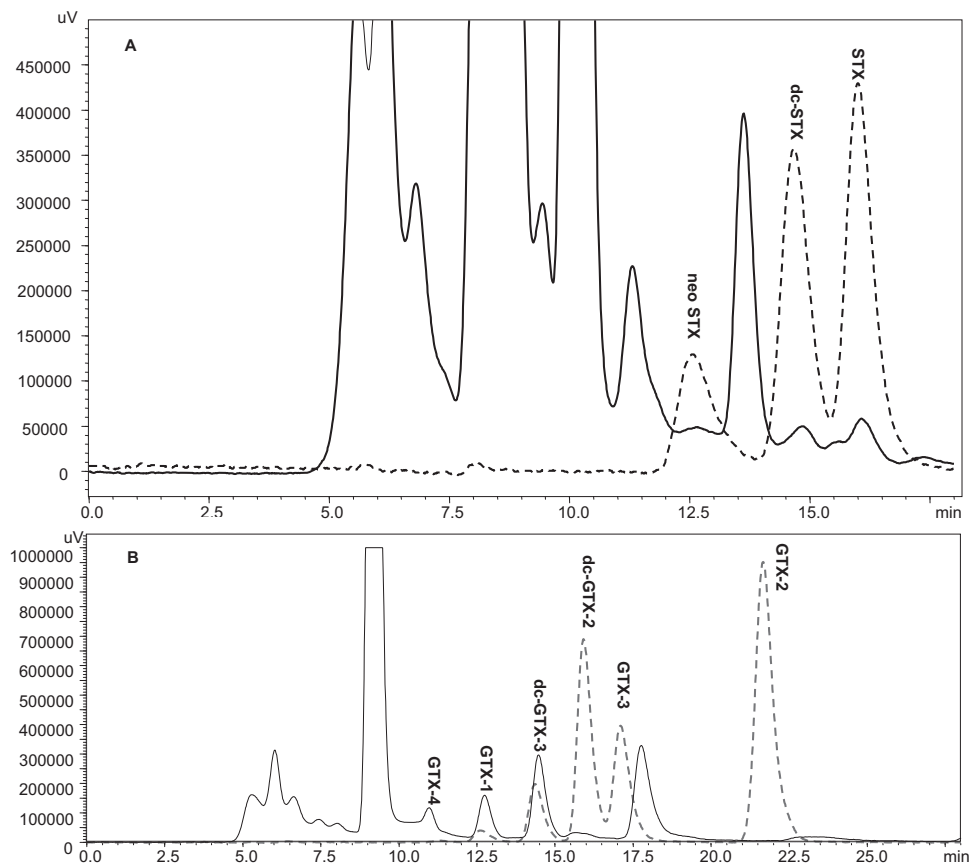 uV
A
450000
400000
350000
300000
250000
200000
150000
100000
50000
0
neo STX
dc-STX
STX
0.0 2.5 5.0 7.5 10.0 12.5 15.0 min
uV
B
1000000
900000
800000
700000
600000
500000
400000
300000
200000
100000
0
GTX-4
GTX-1
dc-GTX-3
dc-GTX-2
GTX-3
GTX-2
0.0 2.5 5.0 7.5 10.0 12.5 15.0 17.5 20.0 22.5 25.0 min